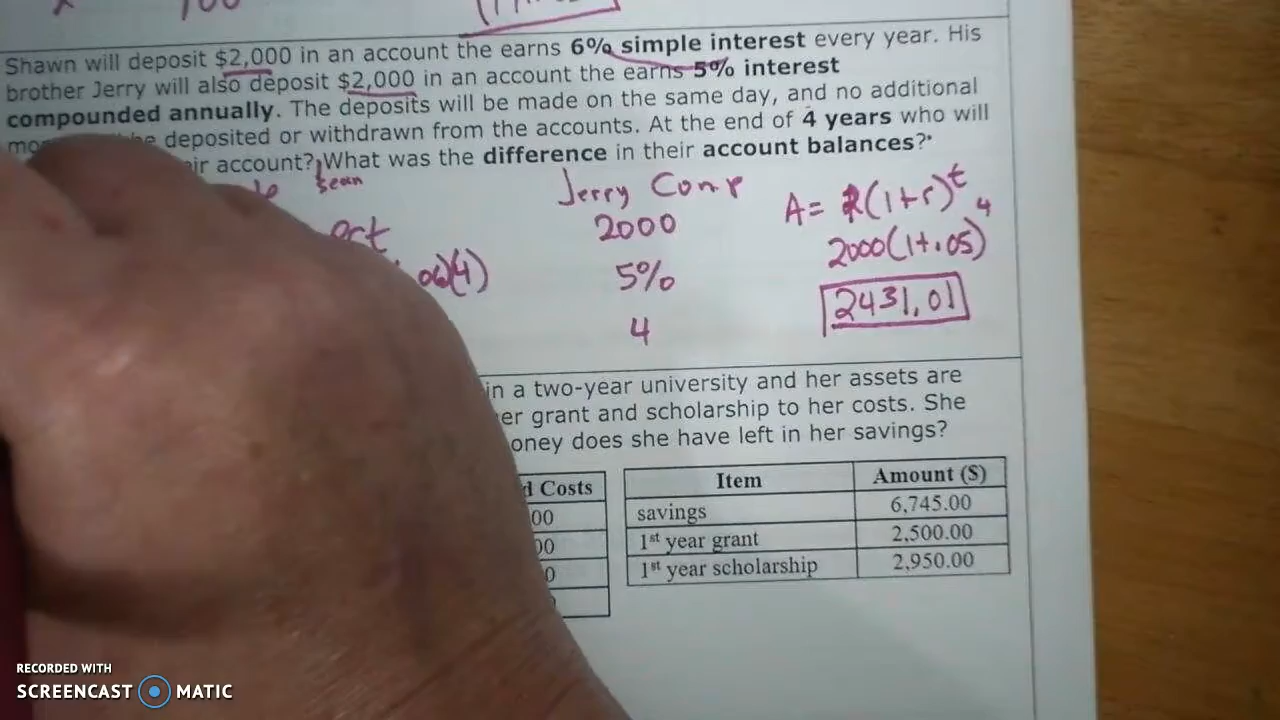 100
Shawn will deposit $2,000 in an account the earns 6% simple interest every year. His
brother Jerry will also deposit $2,000 in an account the earns 5% interest
compounded annually. The deposits will be made on the same day, and no additional
deposited or withdrawn from the accounts. At the end of 4 years who will
account? What was the difference in their account balances?
Sean
Jerry Comp
A= P(1+r)^t
2000
2000(1+.05)^4
(4)
5%
2431,01
4
in a two-year university and her assets are
grant and scholarship to her costs. She
does she have left in her savings?
Costs
Item Amount ($)
savings 6,745.00
1st year grant 2,500.00
1st year scholarship 2,950.00
RECORDED WITH
SCREENCAST MATIC